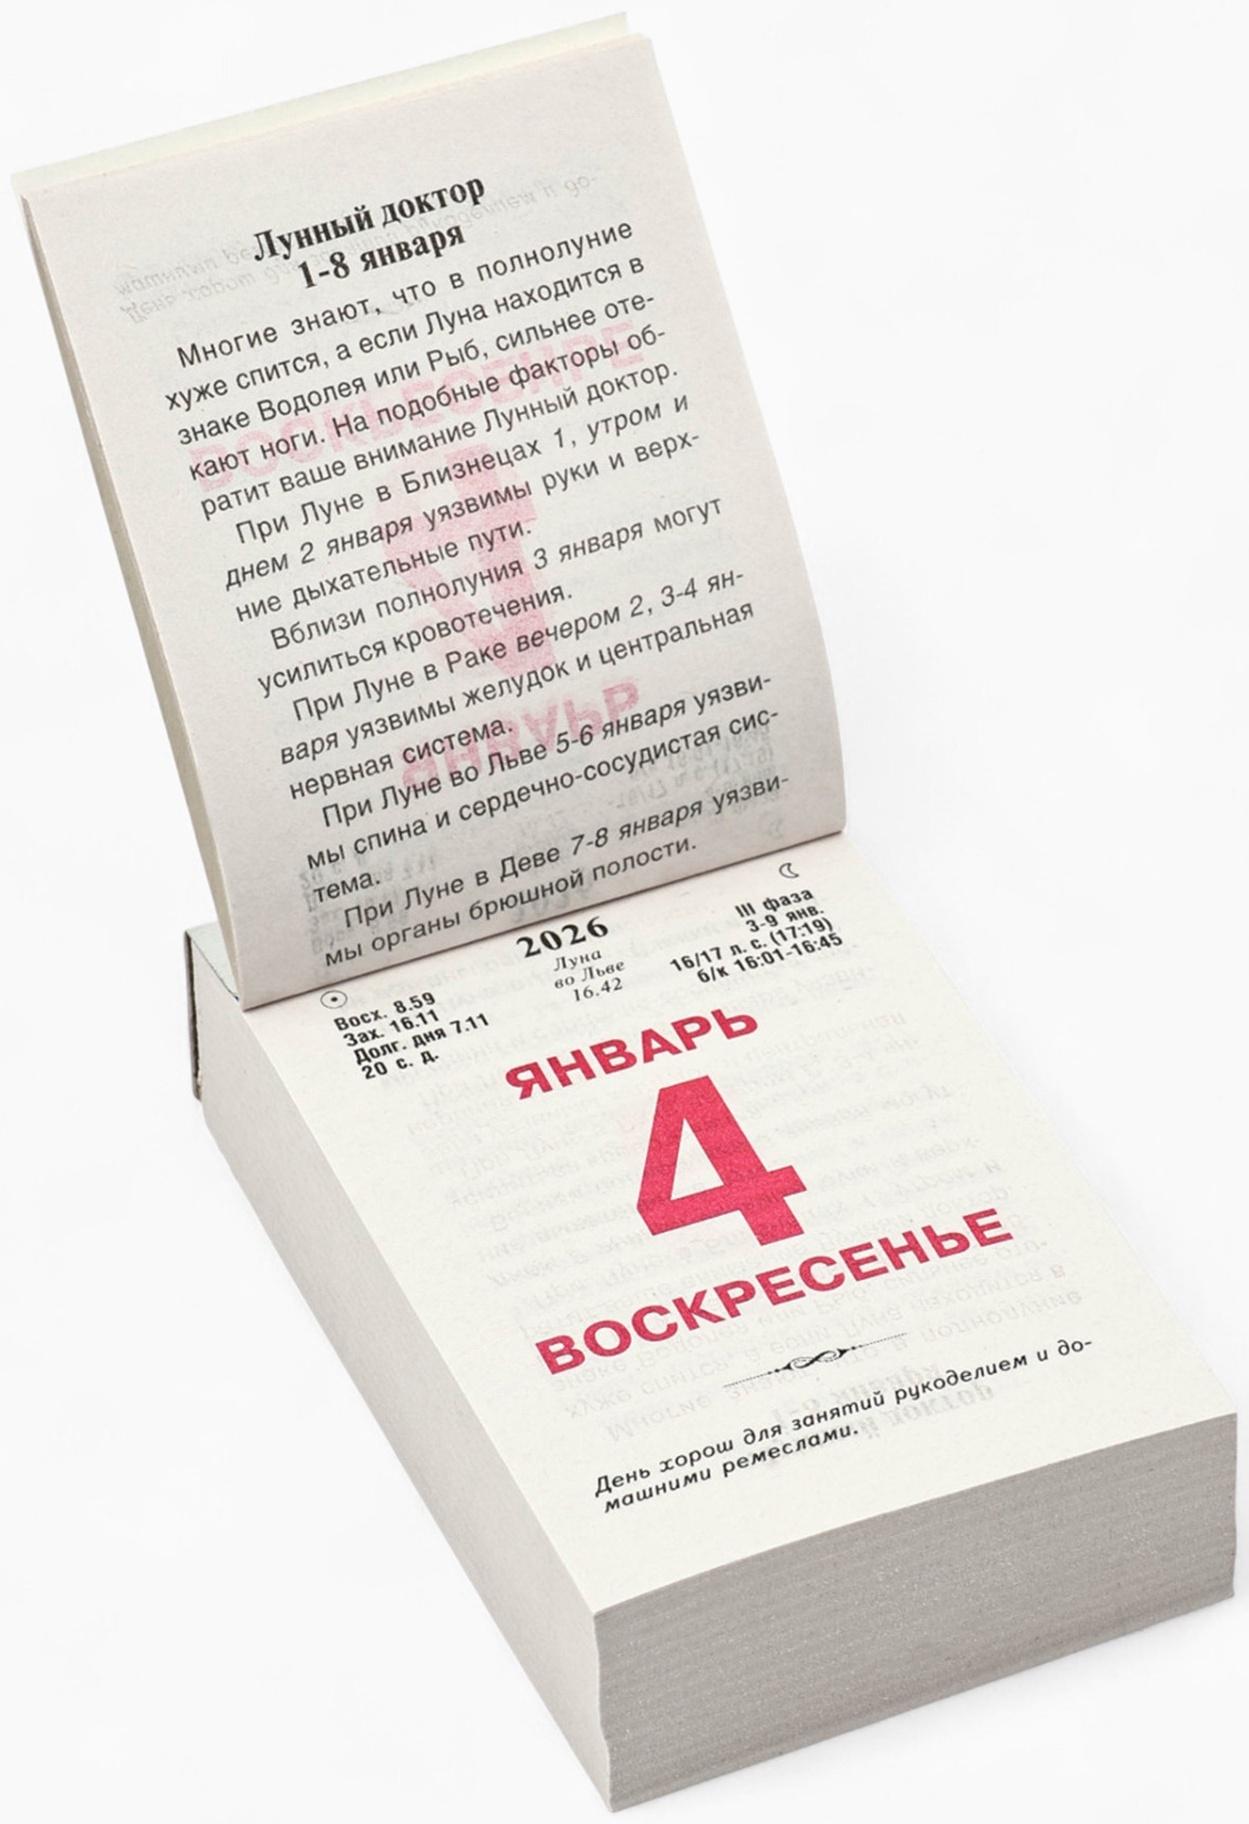 Лунный доктор
1-8 января
Многие знают, что в полнолуние
хуже спится, а если Луна находится в
знаке Водолея или Рыб, сильнее оте-
кают ноги. На подобные факторы об-
ратит ваше внимание Лунный доктор.
При Луне в Близнецах 1, утром и
днем 2 января уязвимы руки и верх-
ние дыхательные пути.
Вблизи полнолуния 3 января могут
усилиться кровотечения.
При Луне в Раке вечером 2, 3-4 ян-
варя уязвимы желудок и центральная
нервная система.
При Луне во Льве 5-6 января уязви-
мы спина и сердечно-сосудистая сис-
тема.
При Луне в Деве 7-8 января уязви-
мы органы брюшной полости.
Восх. 8.59
Зах. 16.11
Долг. дня 7.11
20 с. д.
2026
Луна
во Льве
16.42
III фаза
3-9 янв.
16/17 л. с. (17:19)
б/к 16:01-16:45
ЯНВАРЬ
4
ВОСКРЕСЕНЬЕ
День хорош для занятий рукоделием и до-
машними ремеслами.